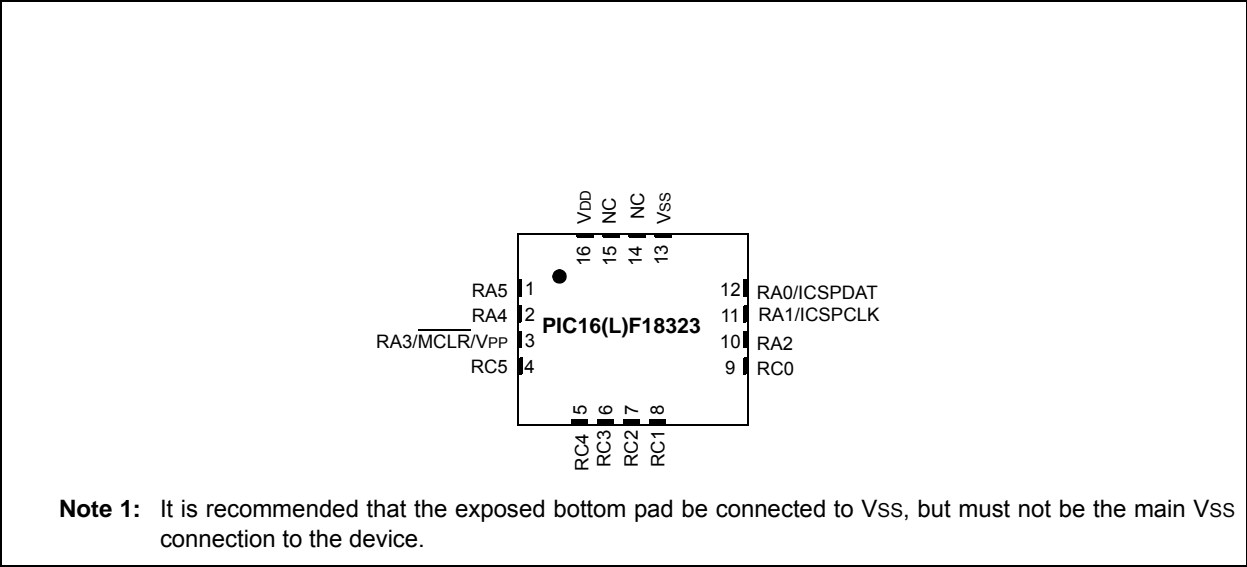 VDD
NC
NC
VSS
16
15
14
13
RA5 1
RA4 2
RA3/MCLR/VPP 3
RC5 4
PIC16(L)F18323
12 RA0/ICSPDAT
11 RA1/ICSPCLK
10 RA2
9 RC0
5
6
7
8
RC4
RC3
RC2
RC1
Note 1: It is recommended that the exposed bottom pad be connected to VSS, but must not be the main VSS
connection to the device.